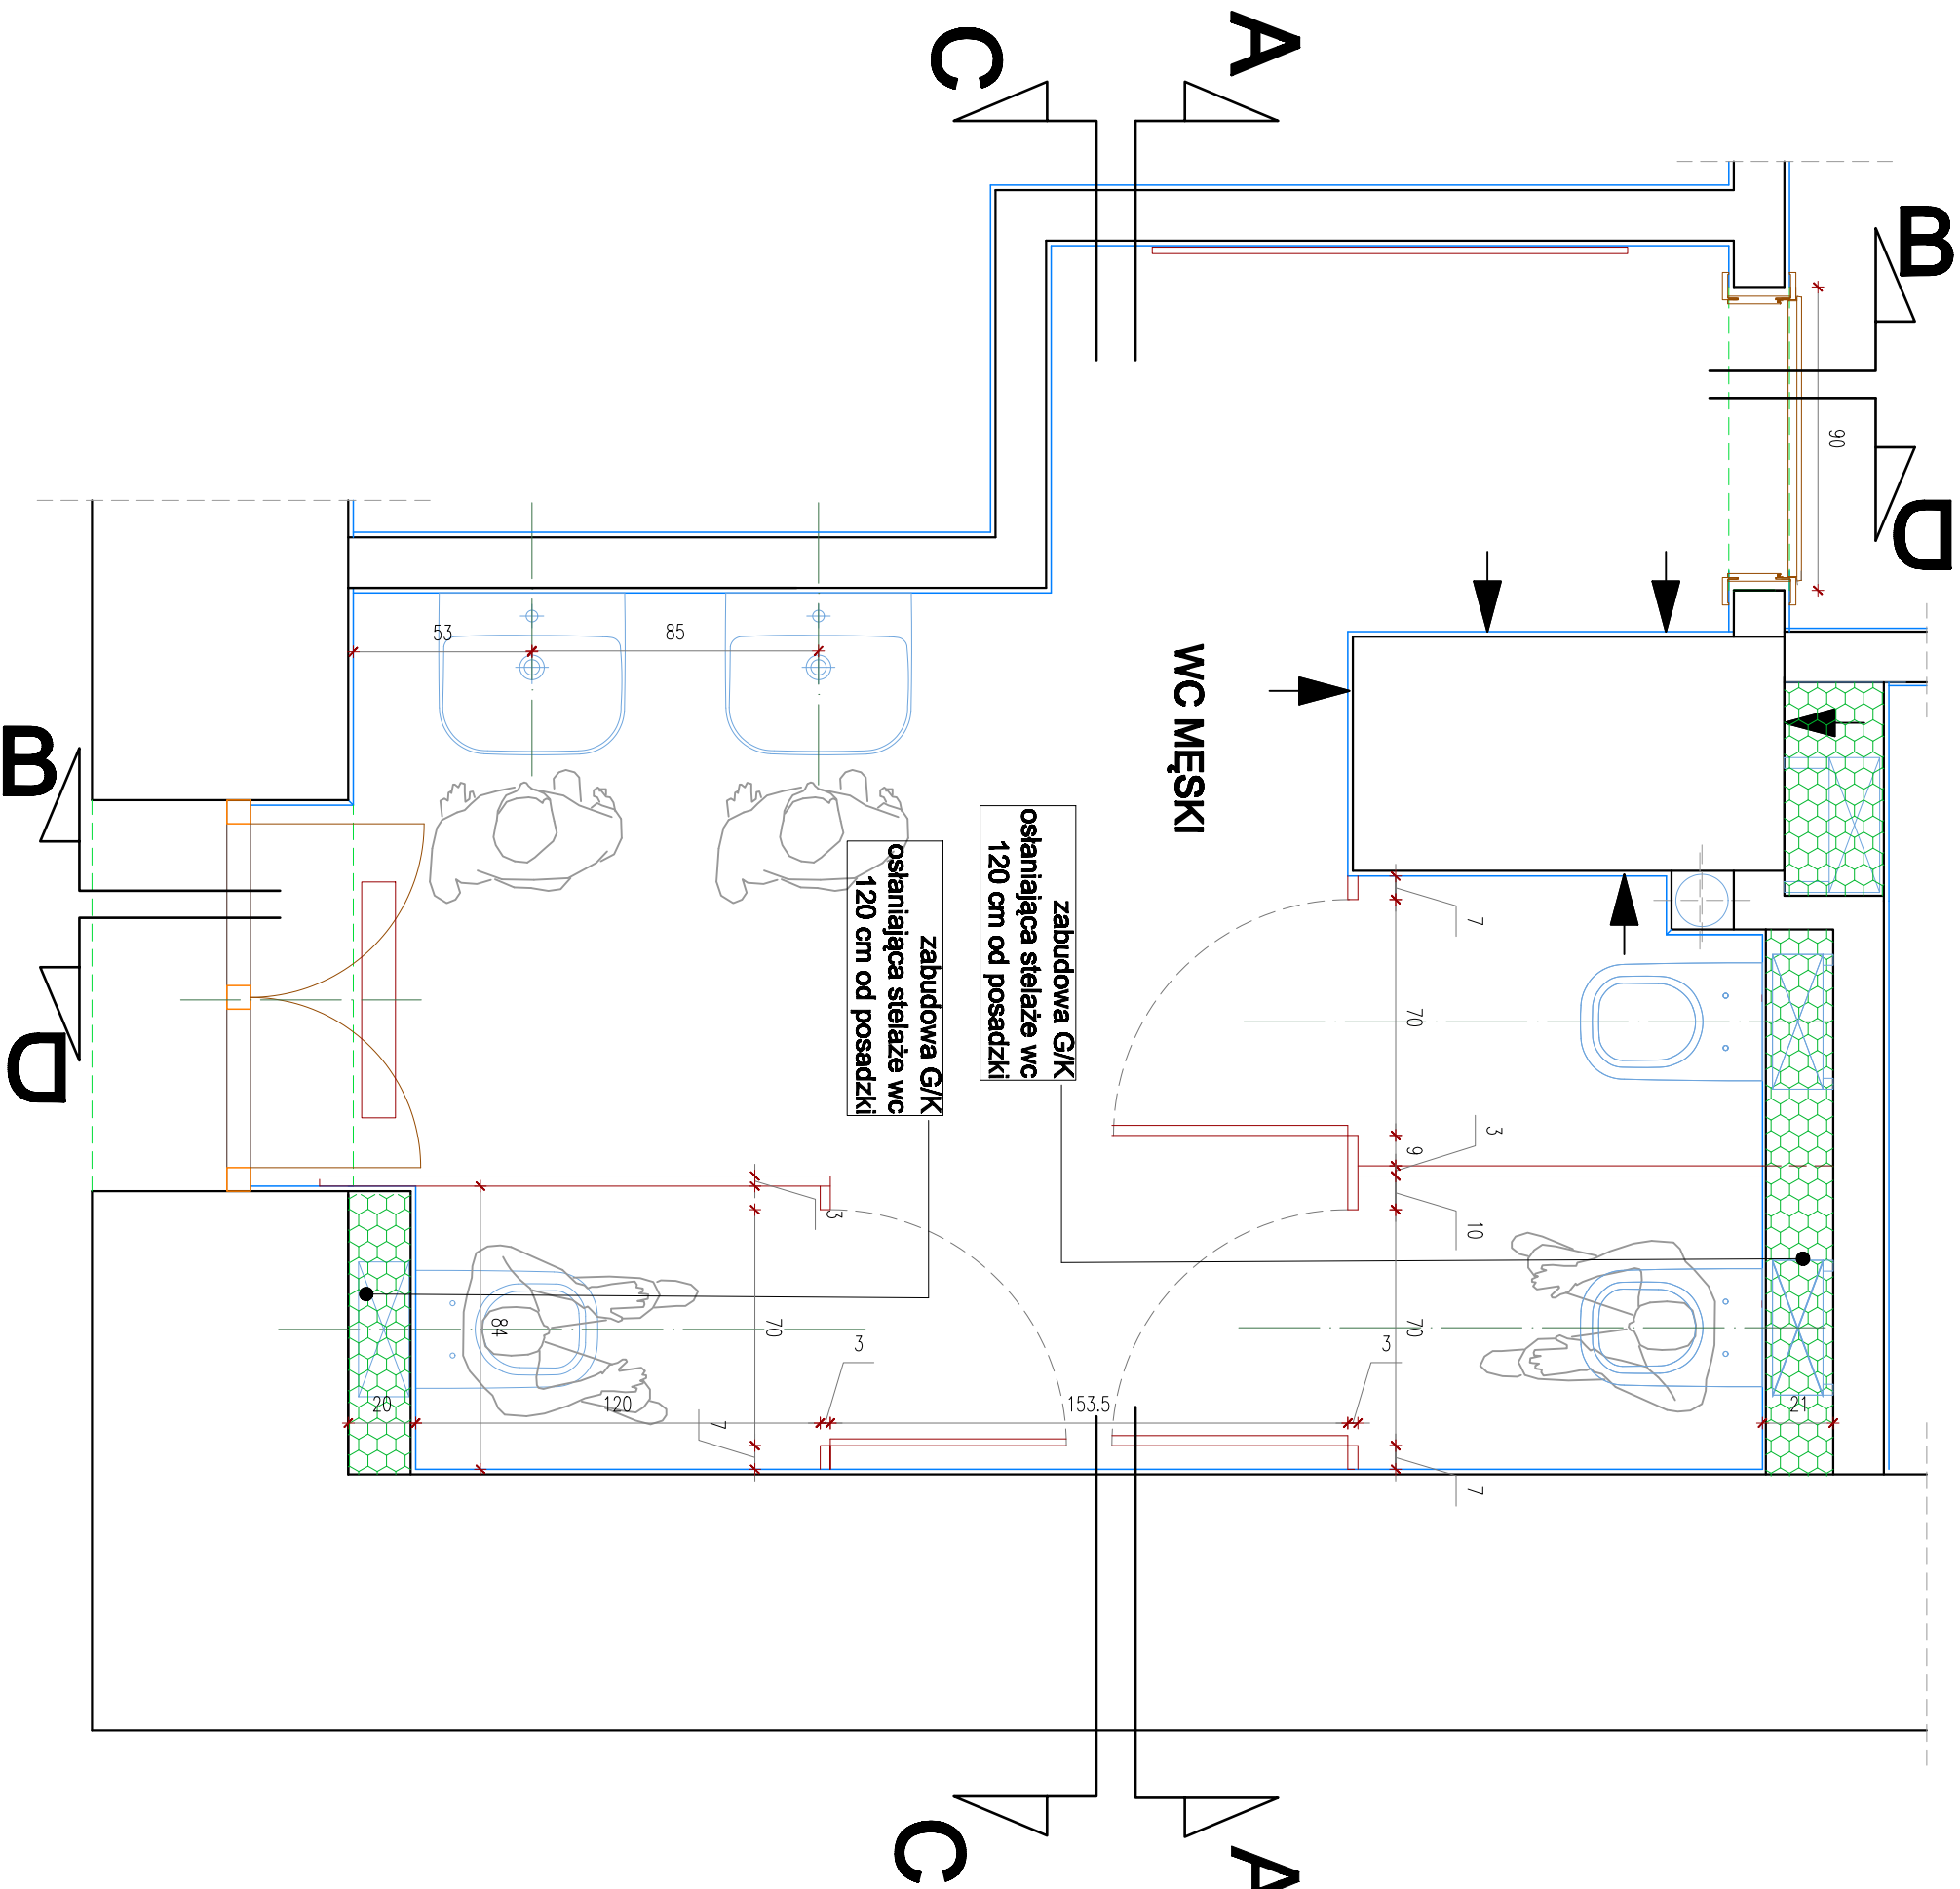 A
C
B
D
90
53
85
WC MĘSKI
zabudowa G/K
osłaniająca stelaże wc
120 cm od posadzki
zabudowa G/K
osłaniająca stelaże wc
120 cm od posadzki
B
D
7
70
3
9
10
3
84
70
3
70
3
20
120
153.5
21
7
7
C
A